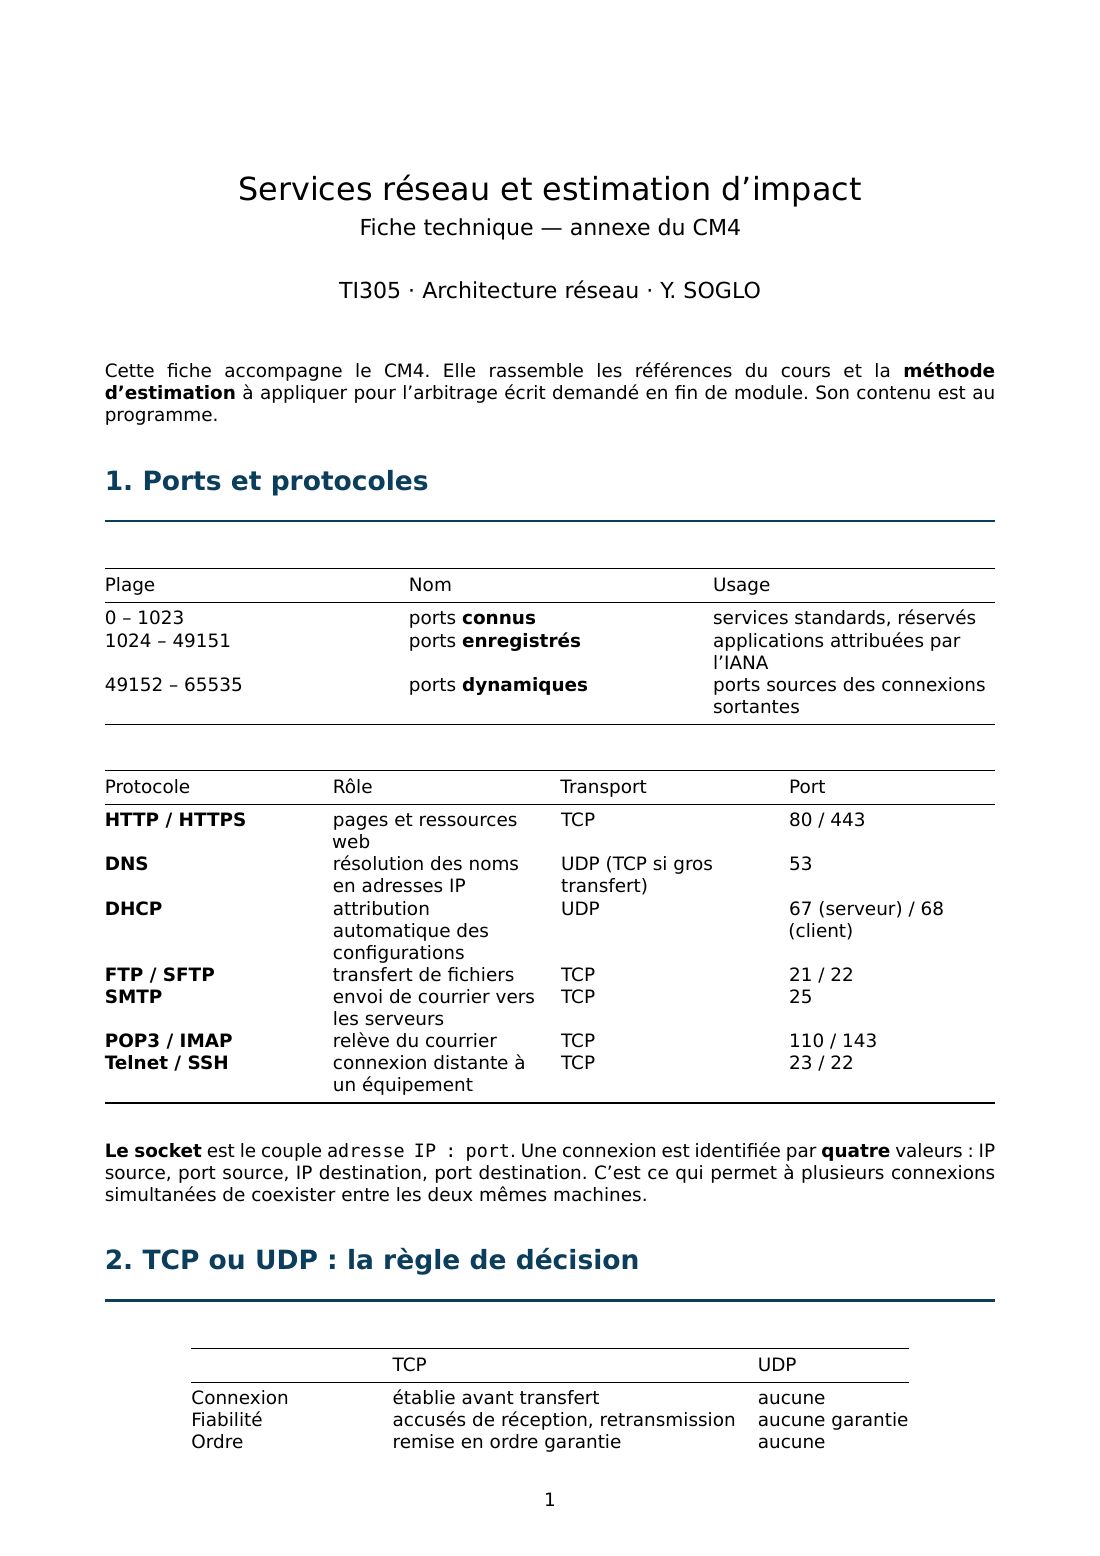 Services réseau et estimation d’impact
Fiche technique — annexe du CM4
TI305 · Architecture réseau · Y. SOGLO
Cette fiche accompagne le CM4. Elle rassemble les références du cours et la méthode
d’estimation à appliquer pour l’arbitrage écrit demandé en fin de module. Son contenu est au
programme.
1. Ports et protocoles
Plage Nom Usage
0 – 1023 ports connus services standards, réservés
1024 – 49151 ports enregistrés applications attribuées par
l’IANA
49152 – 65535 ports dynamiques ports sources des connexions
sortantes
Protocole Rôle Transport Port
HTTP / HTTPS pages et ressources TCP 80 / 443
web
DNS résolution des noms UDP (TCP si gros 53
en adresses IP transfert)
DHCP attribution UDP 67 (serveur) / 68
automatique des (client)
configurations
FTP / SFTP transfert de fichiers TCP 21 / 22
SMTP envoi de courrier vers TCP 25
les serveurs
POP3 / IMAP relève du courrier TCP 110 / 143
Telnet / SSH connexion distante à TCP 23 / 22
un équipement
Le socket est le couple adresse IP : port. Une connexion est identifiée par quatre valeurs : IP
source, port source, IP destination, port destination. C’est ce qui permet à plusieurs connexions
simultanées de coexister entre les deux mêmes machines.
2. TCP ou UDP : la règle de décision
TCP UDP
Connexion établie avant transfert aucune
Fiabilité accusés de réception, retransmission aucune garantie
Ordre remise en ordre garantie aucune
1